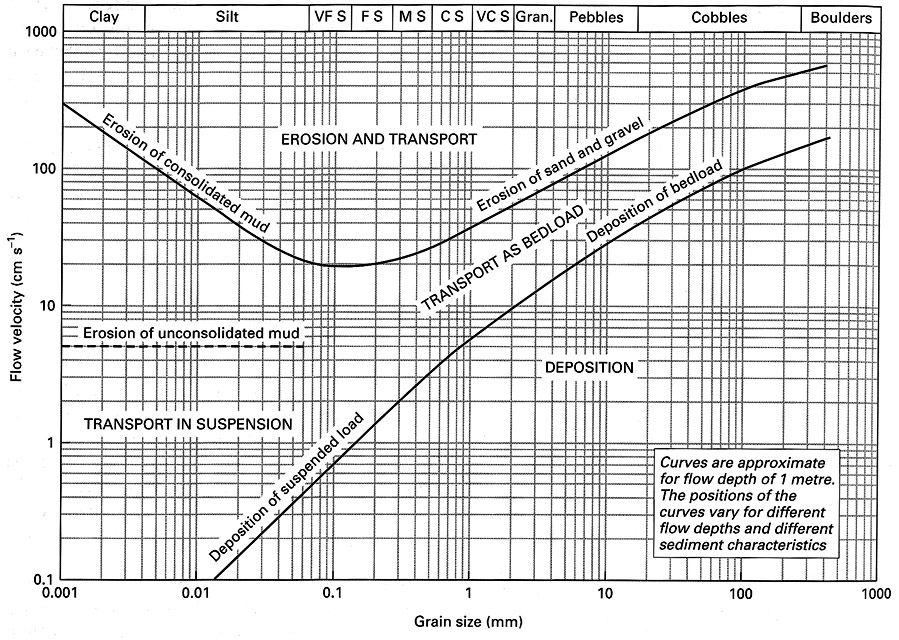 Clay Silt VF S F S M S C S VC S Gran. Pebbles Cobbles Boulders
1000
100
10
1
0.1
Flow velocity (cm s⁻¹)
Erosion of consolidated mud
EROSION AND TRANSPORT
Erosion of sand and gravel
TRANSPORT AS BEDLOAD
Deposition of bedload
Erosion of unconsolidated mud
DEPOSITION
TRANSPORT IN SUSPENSION
Deposition of suspended load
Curves are approximate
for flow depth of 1 metre.
The positions of the
curves vary for different
flow depths and different
sediment characteristics
0.001 0.01 0.1 1 10 100 1000
Grain size (mm)